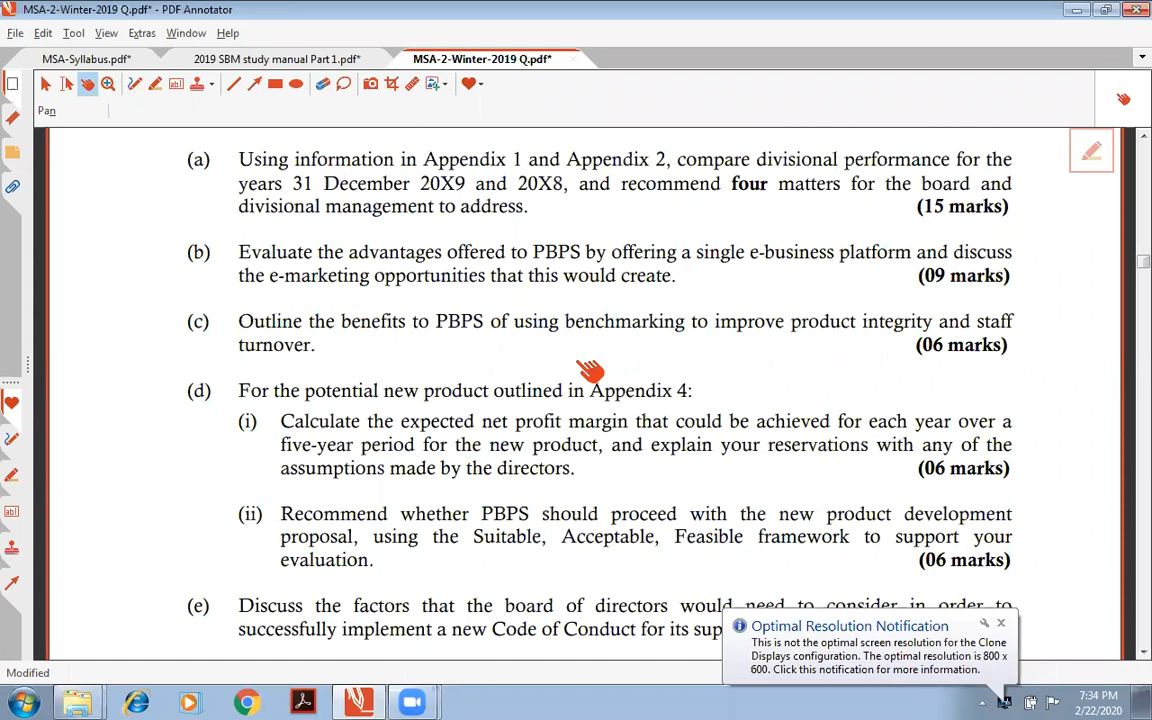 MSA-2-Winter-2019 Q.pdf* - PDF Annotator
File Edit Tool View Extras Window Help
MSA-Syllabus.pdf* 2019 SBM study manual Part 1.pdf* MSA-2-Winter-2019 Q.pdf*
Pan
(a) Using information in Appendix 1 and Appendix 2, compare divisional performance for the
years 31 December 20X9 and 20X8, and recommend four matters for the board and
divisional management to address. (15 marks)
(b) Evaluate the advantages offered to PBPS by offering a single e-business platform and discuss
the e-marketing opportunities that this would create. (09 marks)
(c) Outline the benefits to PBPS of using benchmarking to improve product integrity and staff
turnover. (06 marks)
(d) For the potential new product outlined in Appendix 4:
(i) Calculate the expected net profit margin that could be achieved for each year over a
five-year period for the new product, and explain your reservations with any of the
assumptions made by the directors. (06 marks)
(ii) Recommend whether PBPS should proceed with the new product development
proposal, using the Suitable, Acceptable, Feasible framework to support your
evaluation. (06 marks)
(e) Discuss the factors that the board of directors would need to consider in order to
successfully implement a new Code of Conduct for its sup
Optimal Resolution Notification
This is not the optimal screen resolution for the Clone
Displays configuration. The optimal resolution is 800 x
600. Click this notification for more information.
Modified
7:34 PM
2/22/2020